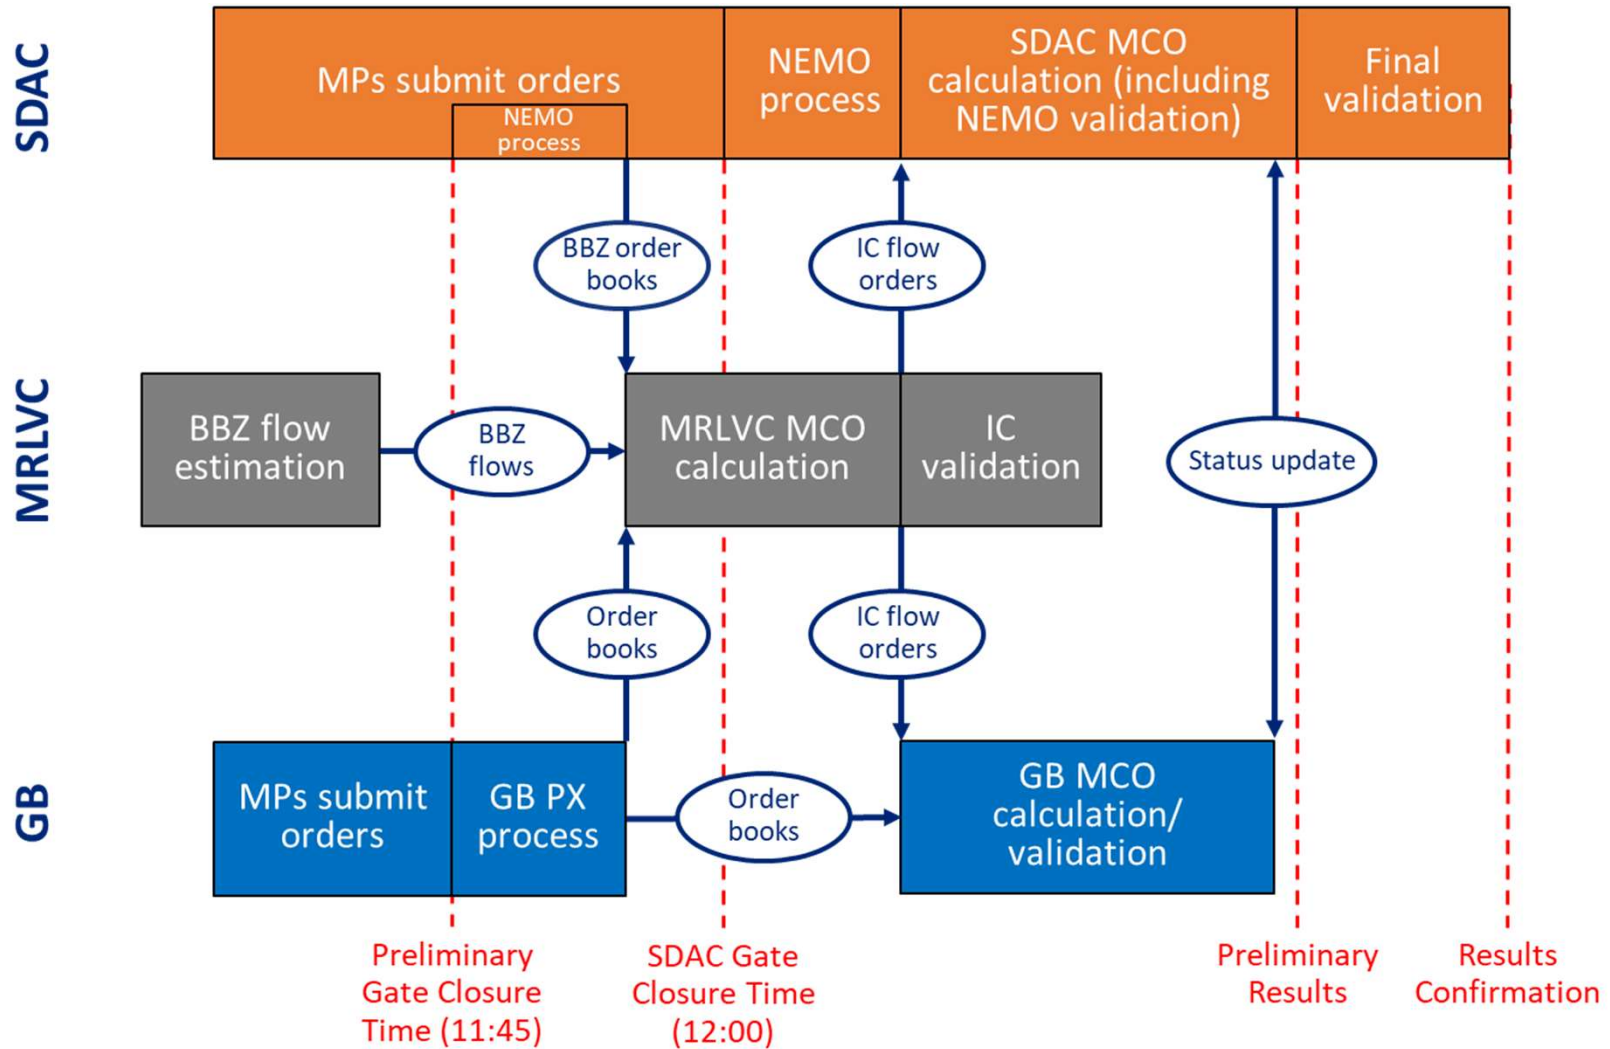 SDAC
MPs submit orders
NEMO
process
NEMO
process
SDAC MCO
calculation (including
NEMO validation)
Final
validation
BBZ order
books
IC flow
orders
MRLVC
BBZ flow
estimation
BBZ
flows
MRLVC MCO
calculation
IC
validation
Status update
Order
books
IC flow
orders
GB
MPs submit
orders
GB PX
process
Order
books
GB MCO
calculation/
validation
Preliminary
Gate Closure
Time (11:45)
SDAC Gate
Closure Time
(12:00)
Preliminary
Results
Results
Confirmation